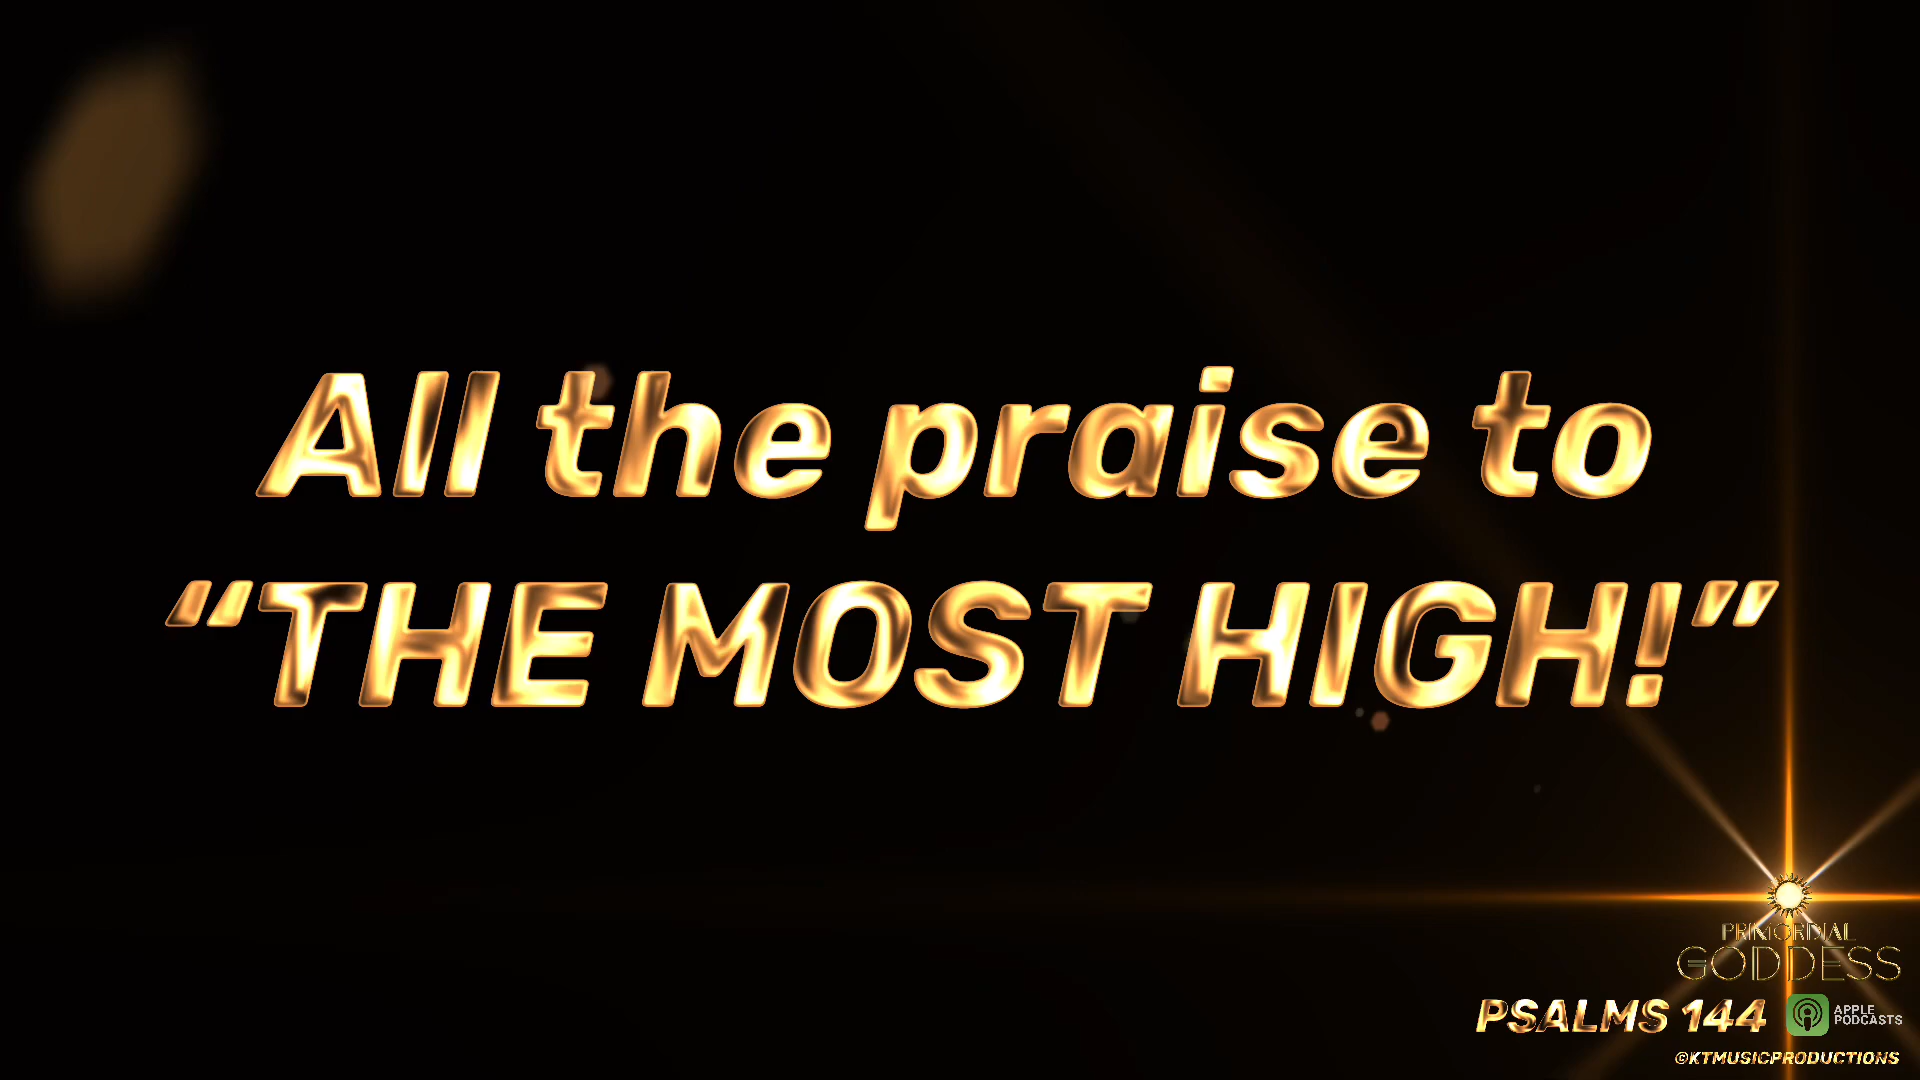 All the praise to
“THE MOST HIGH!”
PRIMORDIAL
GODDESS
PSALMS 144
APPLE
PODCASTS
©KTMUSICPRODUCTIONS